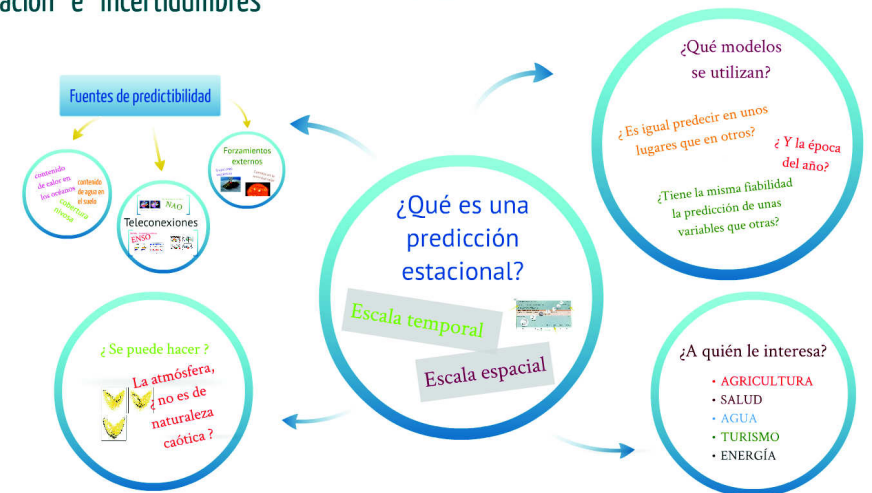 ación e incertidumbres
Fuentes de predictibilidad
contenido
de calor en
los océanos
contenido
de agua en
el suelo
cobertura
nivosa
Teleconexiones
NAO
ENSO
Forzamientos
externos
¿Qué es una
predicción
estacional?
Escala temporal
Escala espacial
¿Qué modelos
se utilizan?
¿ Es igual predecir en unos
lugares que en otros?
¿ Y la época
del año?
¿Tiene la misma fiabilidad
la predicción de unas
variables que otras?
¿ Se puede hacer ?
La atmósfera,
¿ no es de
naturaleza
caótica ?
¿A quién le interesa?
• AGRICULTURA
• SALUD
• AGUA
• TURISMO
• ENERGÍA